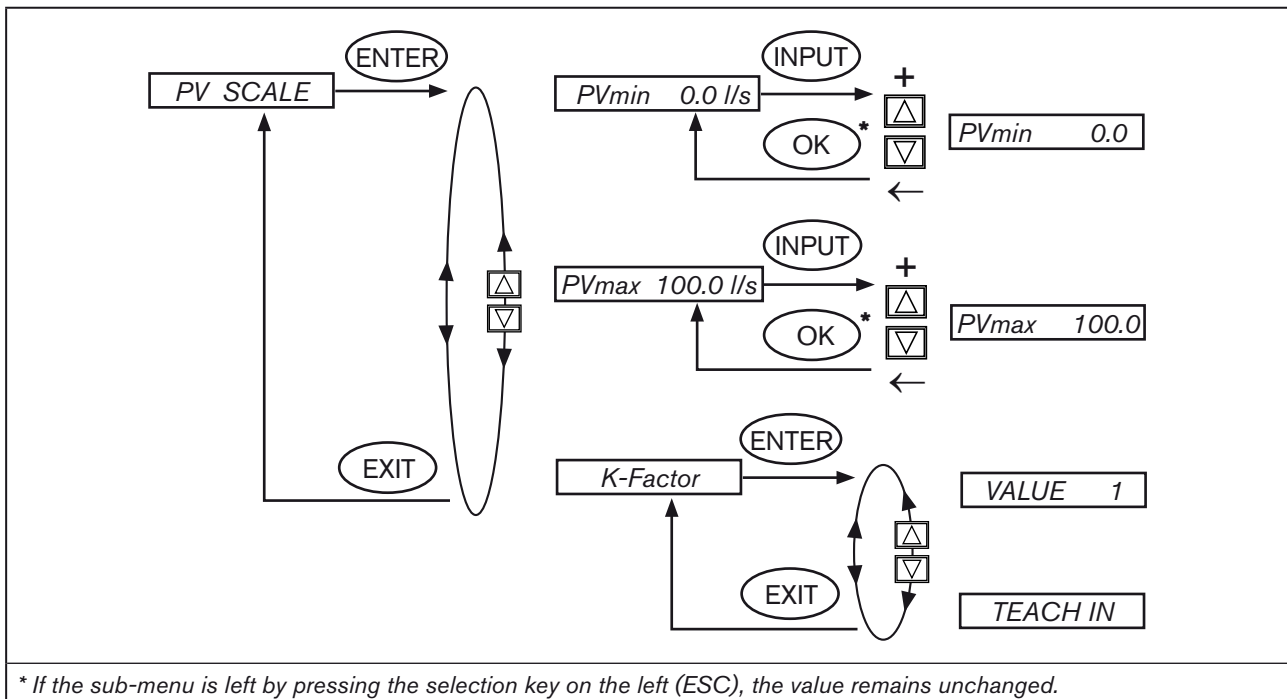 ENTER
PV SCALE
EXIT
INPUT
PVmin 0.0 l/s
+
OK *
←
PVmin 0.0
INPUT
PVmax 100.0 l/s
+
OK *
←
PVmax 100.0
ENTER
K-Factor
EXIT
VALUE 1
TEACH IN
* If the sub-menu is left by pressing the selection key on the left (ESC), the value remains unchanged.